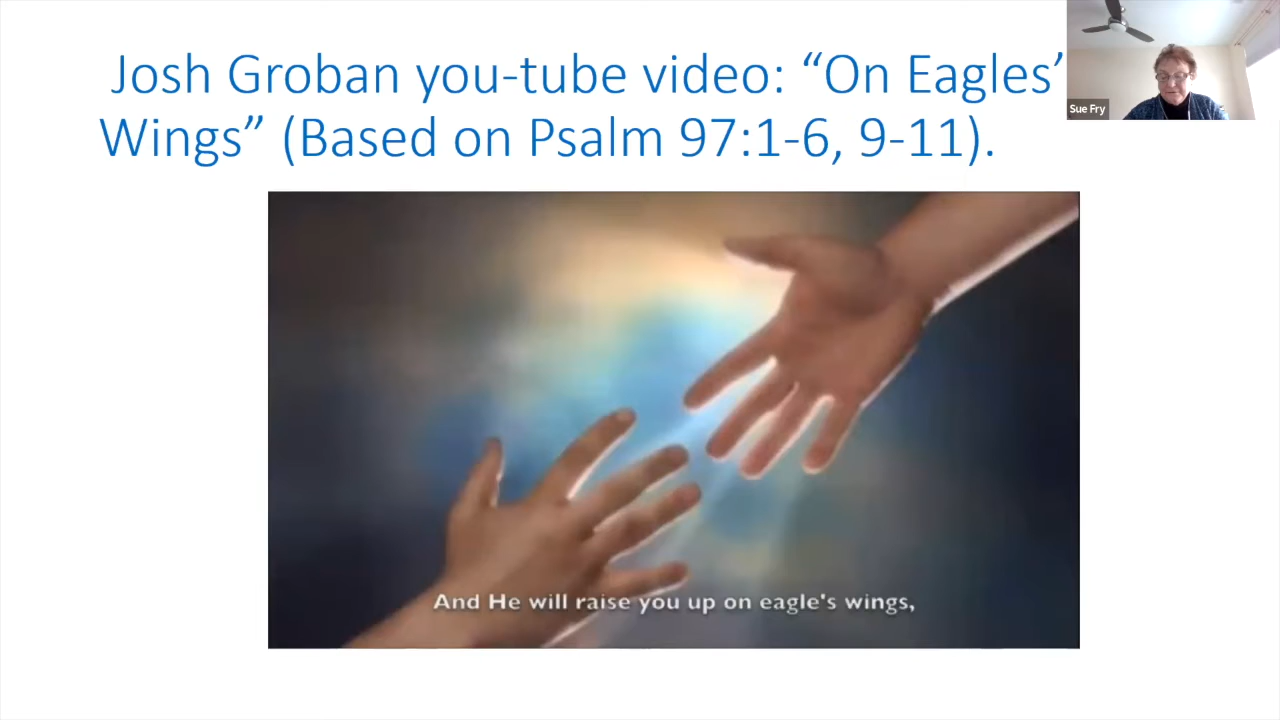 Josh Groban you-tube video: “On Eagles’
Wings” (Based on Psalm 97:1-6, 9-11).
Sue Fry
And He will raise you up on eagle's wings,